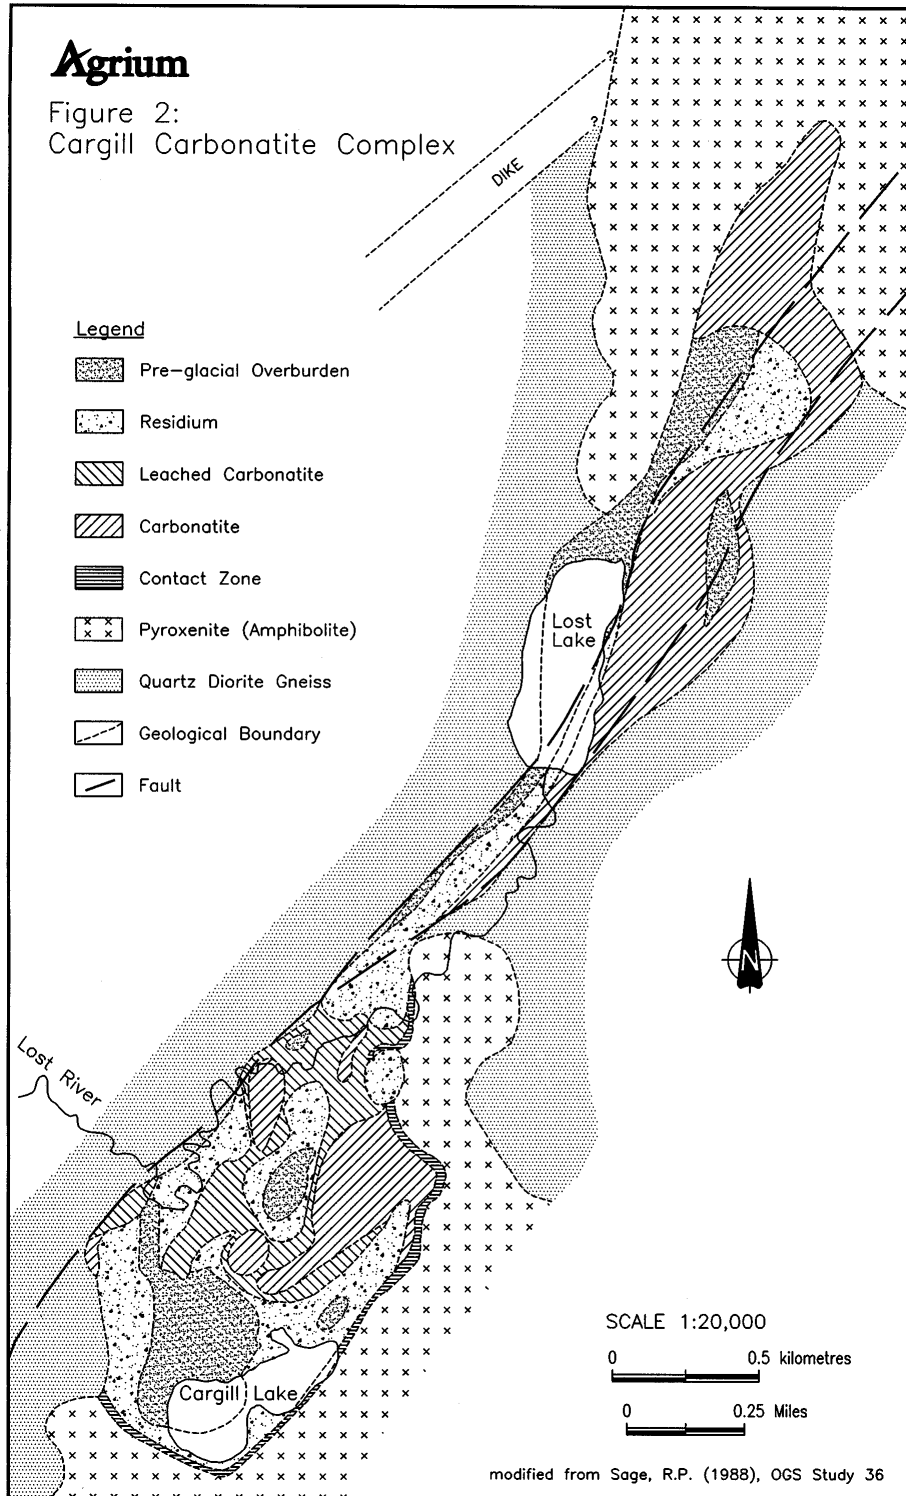 Agrium
Figure 2:
Cargill Carbonatite Complex
?
?
DIKE
Legend
Pre-glacial Overburden
Residium
Leached Carbonatite
Carbonatite
Contact Zone
Pyroxenite (Amphibolite)
Quartz Diorite Gneiss
Geological Boundary
Fault
Lost
Lake
N
Lost River
Cargill Lake
SCALE 1:20,000
0 0.5 kilometres
0 0.25 Miles
modified from Sage, R.P. (1988), OGS Study 36